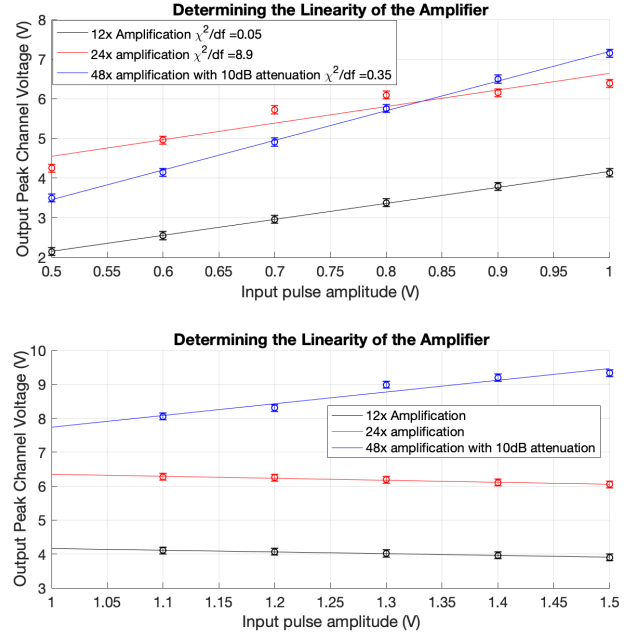 Determining the Linearity of the Amplifier
Output Peak Channel Voltage (V)
8
7
6
5
4
3
2
12x Amplification χ²/df =0.05
24x amplification χ²/df =8.9
48x amplification with 10dB attenuation χ²/df =0.35
0.5 0.55 0.6 0.65 0.7 0.75 0.8 0.85 0.9 0.95 1
Input pulse amplitude (V)
Determining the Linearity of the Amplifier
Output Peak Channel Voltage (V)
10
9
8
7
6
5
4
3
12x Amplification
24x amplification
48x amplification with 10dB attenuation
1 1.05 1.1 1.15 1.2 1.25 1.3 1.35 1.4 1.45 1.5
Input pulse amplitude (V)